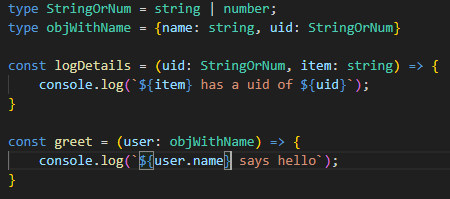 type StringOrNum = string | number;
type objWithName = {name: string, uid: StringOrNum}
const logDetails = (uid: StringOrNum, item: string) => {
    console.log(`${item} has a uid of ${uid}`);
}
const greet = (user: objWithName) => {
    console.log(`${user.name} says hello`);
}